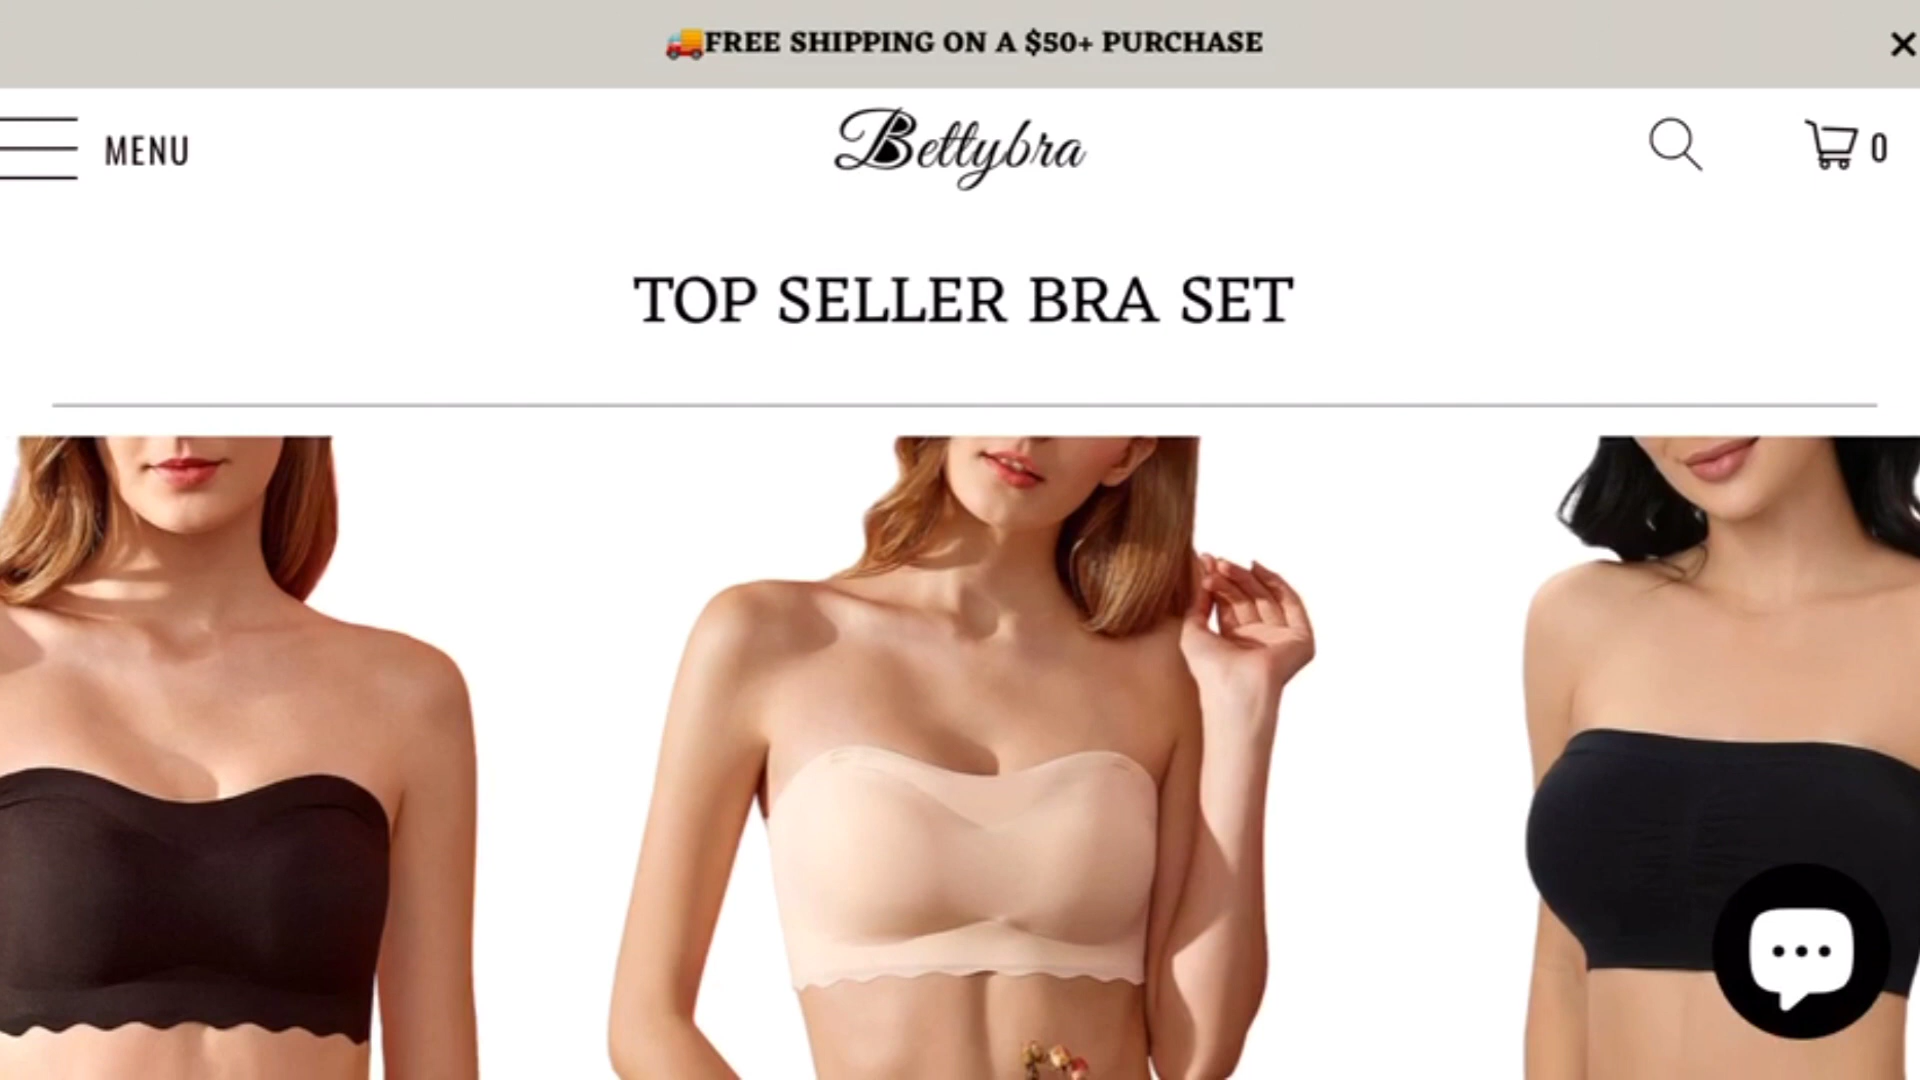 🚚FREE SHIPPING ON A $50+ PURCHASE
MENU
Bettybra
0
TOP SELLER BRA SET